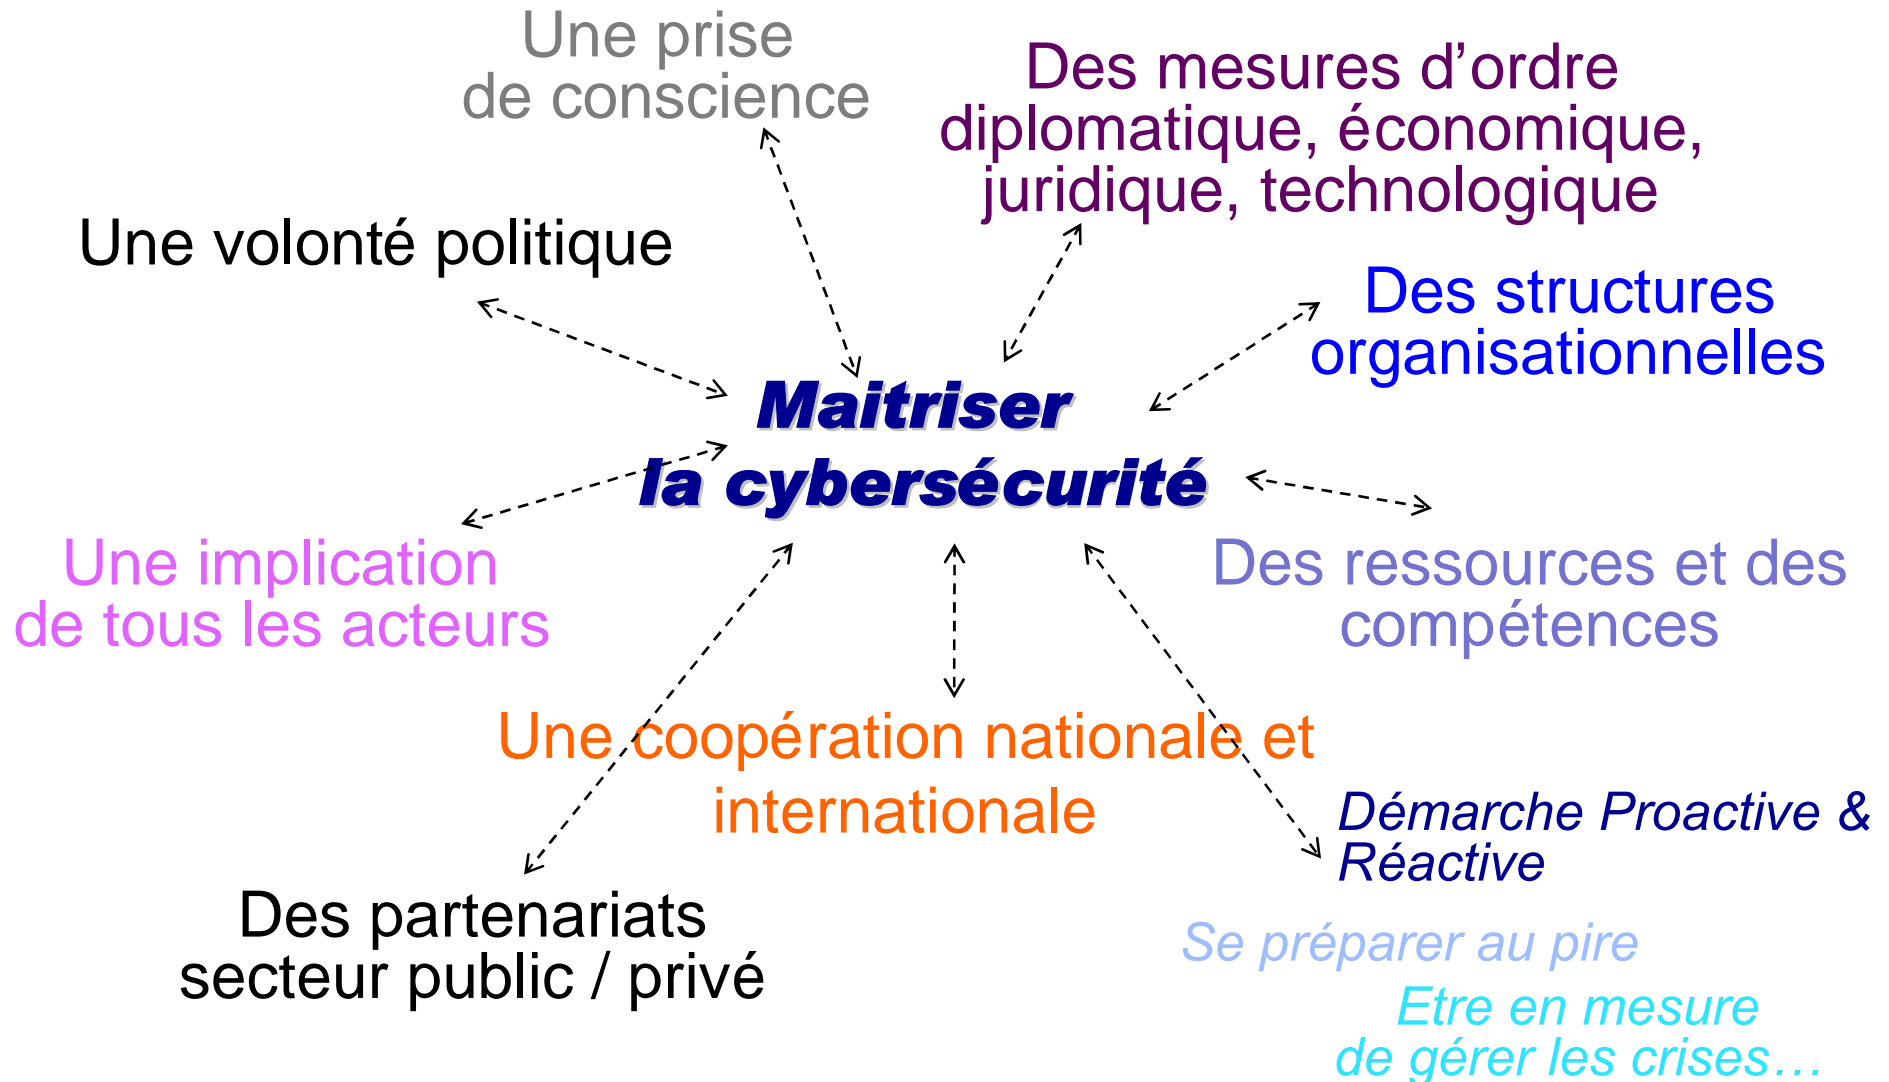 Une prise
de conscience
Des mesures d’ordre
diplomatique, économique,
juridique, technologique
Une volonté politique
Des structures
organisationnelles
Maitriser
la cybersécurité
Une implication
de tous les acteurs
Des ressources et des
compétences
Une coopération nationale et
internationale
Démarche Proactive &
Réactive
Des partenariats
secteur public / privé
Se préparer au pire
Etre en mesure
de gérer les crises…